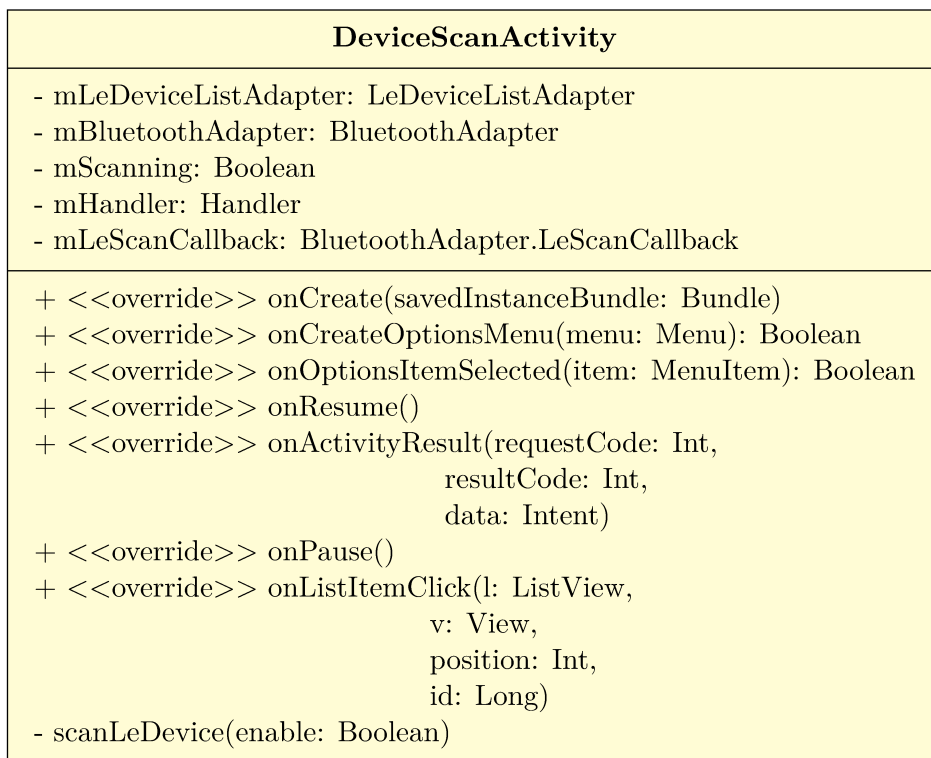 DeviceScanActivity
- mLeDeviceListAdapter: LeDeviceListAdapter
- mBluetoothAdapter: BluetoothAdapter
- mScanning: Boolean
- mHandler: Handler
- mLeScanCallback: BluetoothAdapter.LeScanCallback
+ <<override>> onCreate(savedInstanceBundle: Bundle)
+ <<override>> onCreateOptionsMenu(menu: Menu): Boolean
+ <<override>> onOptionsItemSelected(item: MenuItem): Boolean
+ <<override>> onResume()
+ <<override>> onActivityResult(requestCode: Int,
resultCode: Int,
data: Intent)
+ <<override>> onPause()
+ <<override>> onListItemClick(l: ListView,
v: View,
position: Int,
id: Long)
- scanLeDevice(enable: Boolean)